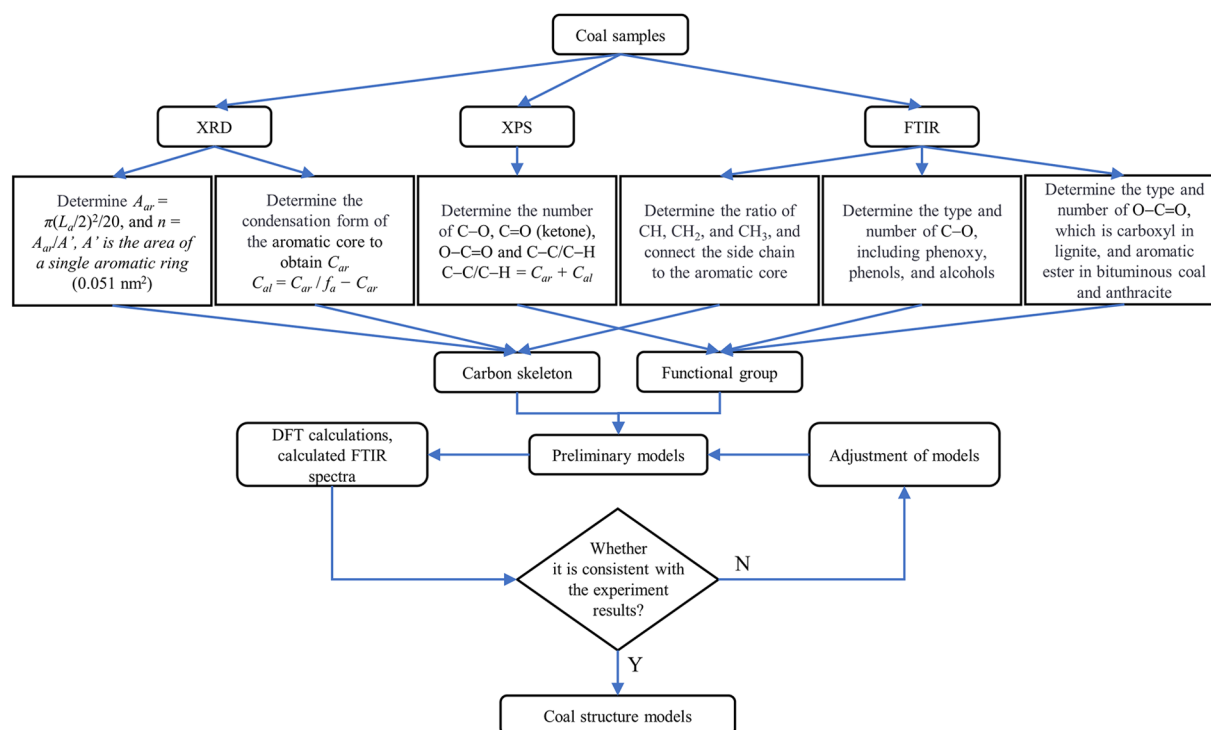 Coal samples
XRD
XPS
FTIR
Determine Aₐᵣ =
π(Lₐ/2)²/20, and n =
Aₐᵣ/A’, A’ is the area of
a single aromatic ring
(0.051 nm²)
Determine the
condensation form of
the aromatic core to
obtain Cₐᵣ
Cₐₗ = Cₐᵣ / fₐ − Cₐᵣ
Determine the number
of C−O, C=O (ketone),
O−C=O and C−C/C−H
C−C/C−H = Cₐᵣ + Cₐₗ
Determine the ratio of
CH, CH₂, and CH₃, and
connect the side chain
to the aromatic core
Determine the type and
number of C−O,
including phenoxy,
phenols, and alcohols
Determine the type and
number of O−C=O,
which is carboxyl in
lignite, and aromatic
ester in bituminous coal
and anthracite
Carbon skeleton
Functional group
DFT calculations,
calculated FTIR
spectra
Preliminary models
Adjustment of models
Whether
it is consistent with
the experiment
results?
N
Y
Coal structure models